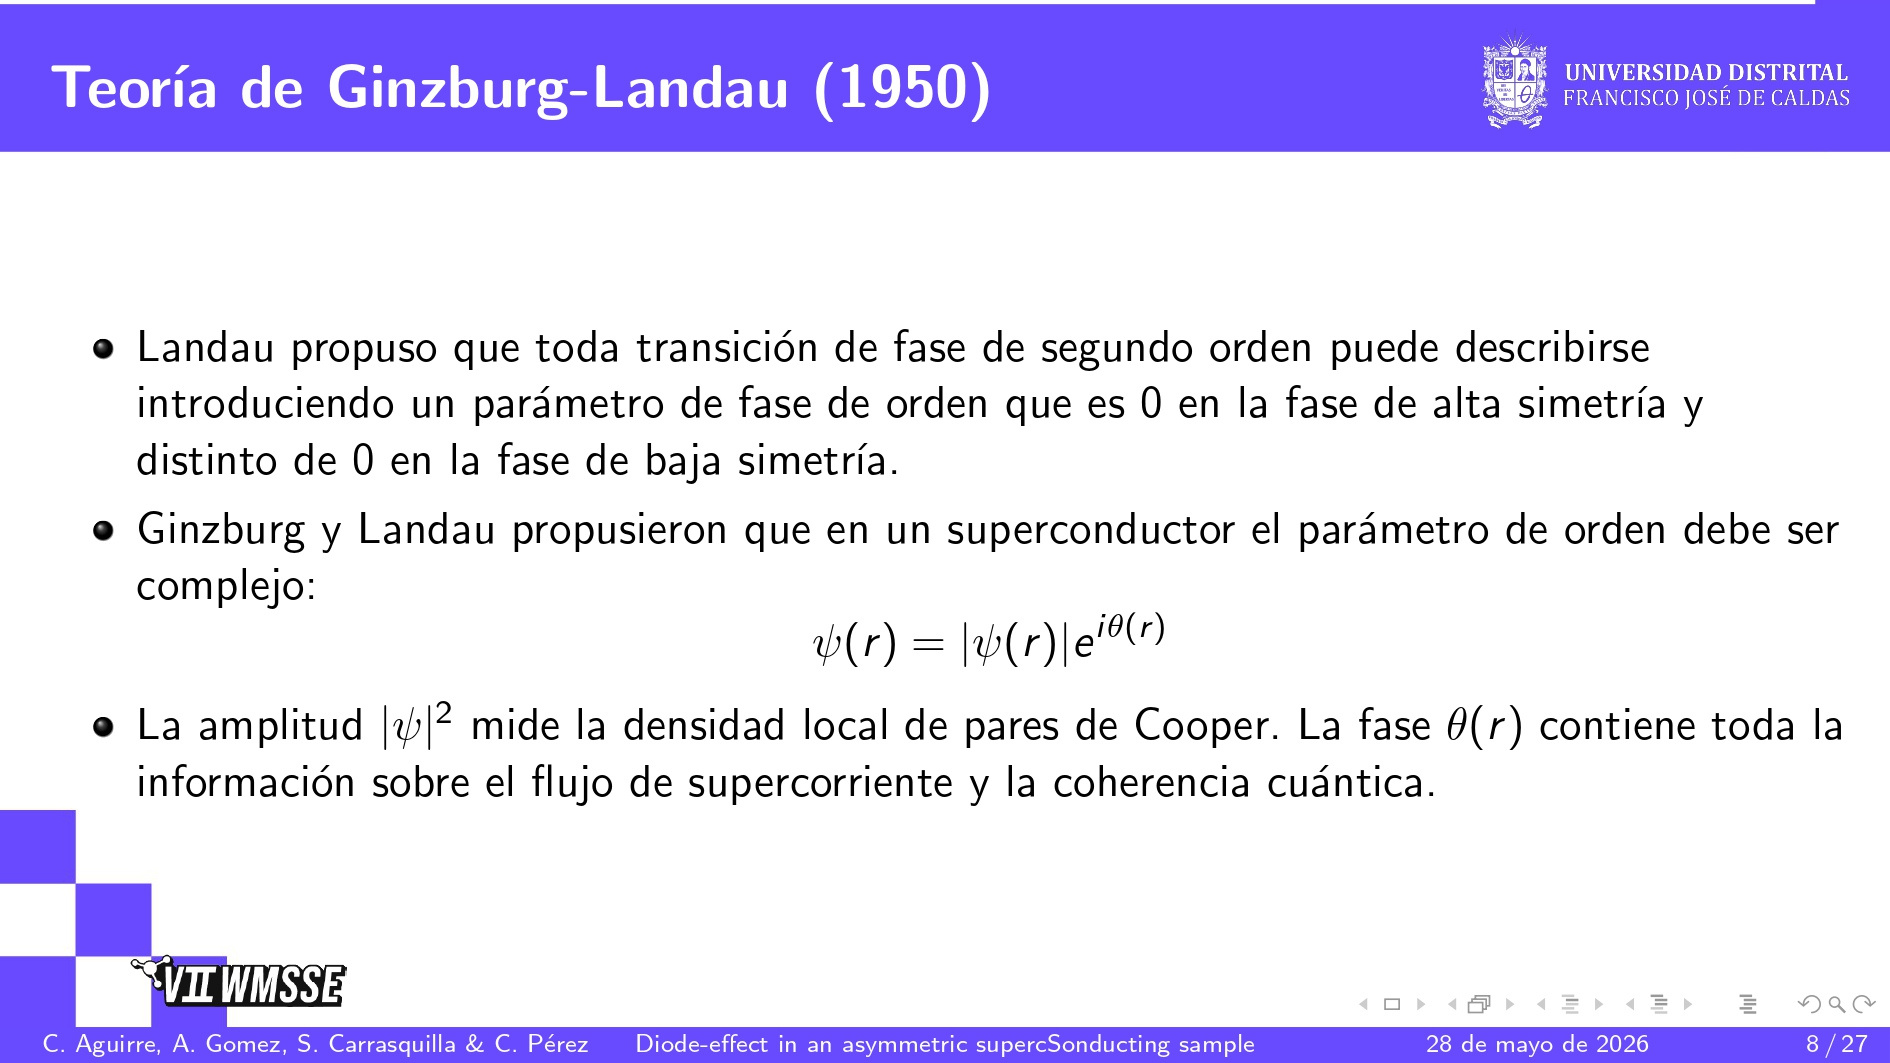 Teoría de Ginzburg-Landau (1950)
UNIVERSIDAD DISTRITAL
FRANCISCO JOSÉ DE CALDAS
Landau propuso que toda transición de fase de segundo orden puede describirse
introduciendo un parámetro de fase de orden que es 0 en la fase de alta simetría y
distinto de 0 en la fase de baja simetría.
Ginzburg y Landau propusieron que en un superconductor el parámetro de orden debe ser
complejo:
ψ(r) = |ψ(r)|e^{iθ(r)}
La amplitud |ψ|² mide la densidad local de pares de Cooper. La fase θ(r) contiene toda la
información sobre el flujo de supercorriente y la coherencia cuántica.
VII WMSSE
C. Aguirre, A. Gomez, S. Carrasquilla & C. Pérez Diode-effect in an asymmetric supercSonducting sample 28 de mayo de 2026 8 / 27